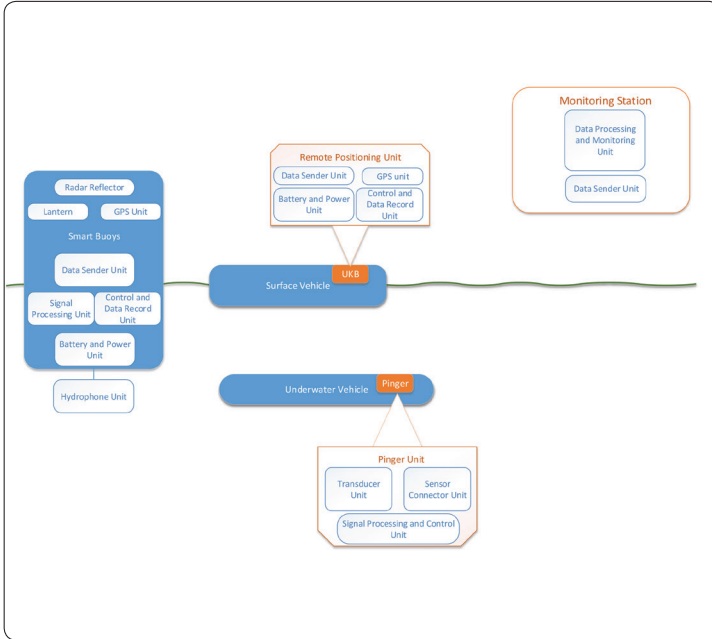 Monitoring Station
Data Processing
and Monitoring
Unit
Data Sender Unit
Remote Positioning Unit
Data Sender Unit
GPS unit
Battery and Power
Unit
Control and
Data Record
Unit
UKB
Surface Vehicle
Radar Reflector
Lantern
GPS Unit
Smart Buoys
Data Sender Unit
Signal
Processing Unit
Control and
Data Record
Unit
Battery and Power
Unit
Hydrophone Unit
Underwater Vehicle
Pinger
Pinger Unit
Transducer
Unit
Sensor
Connector Unit
Signal Processing and Control
Unit